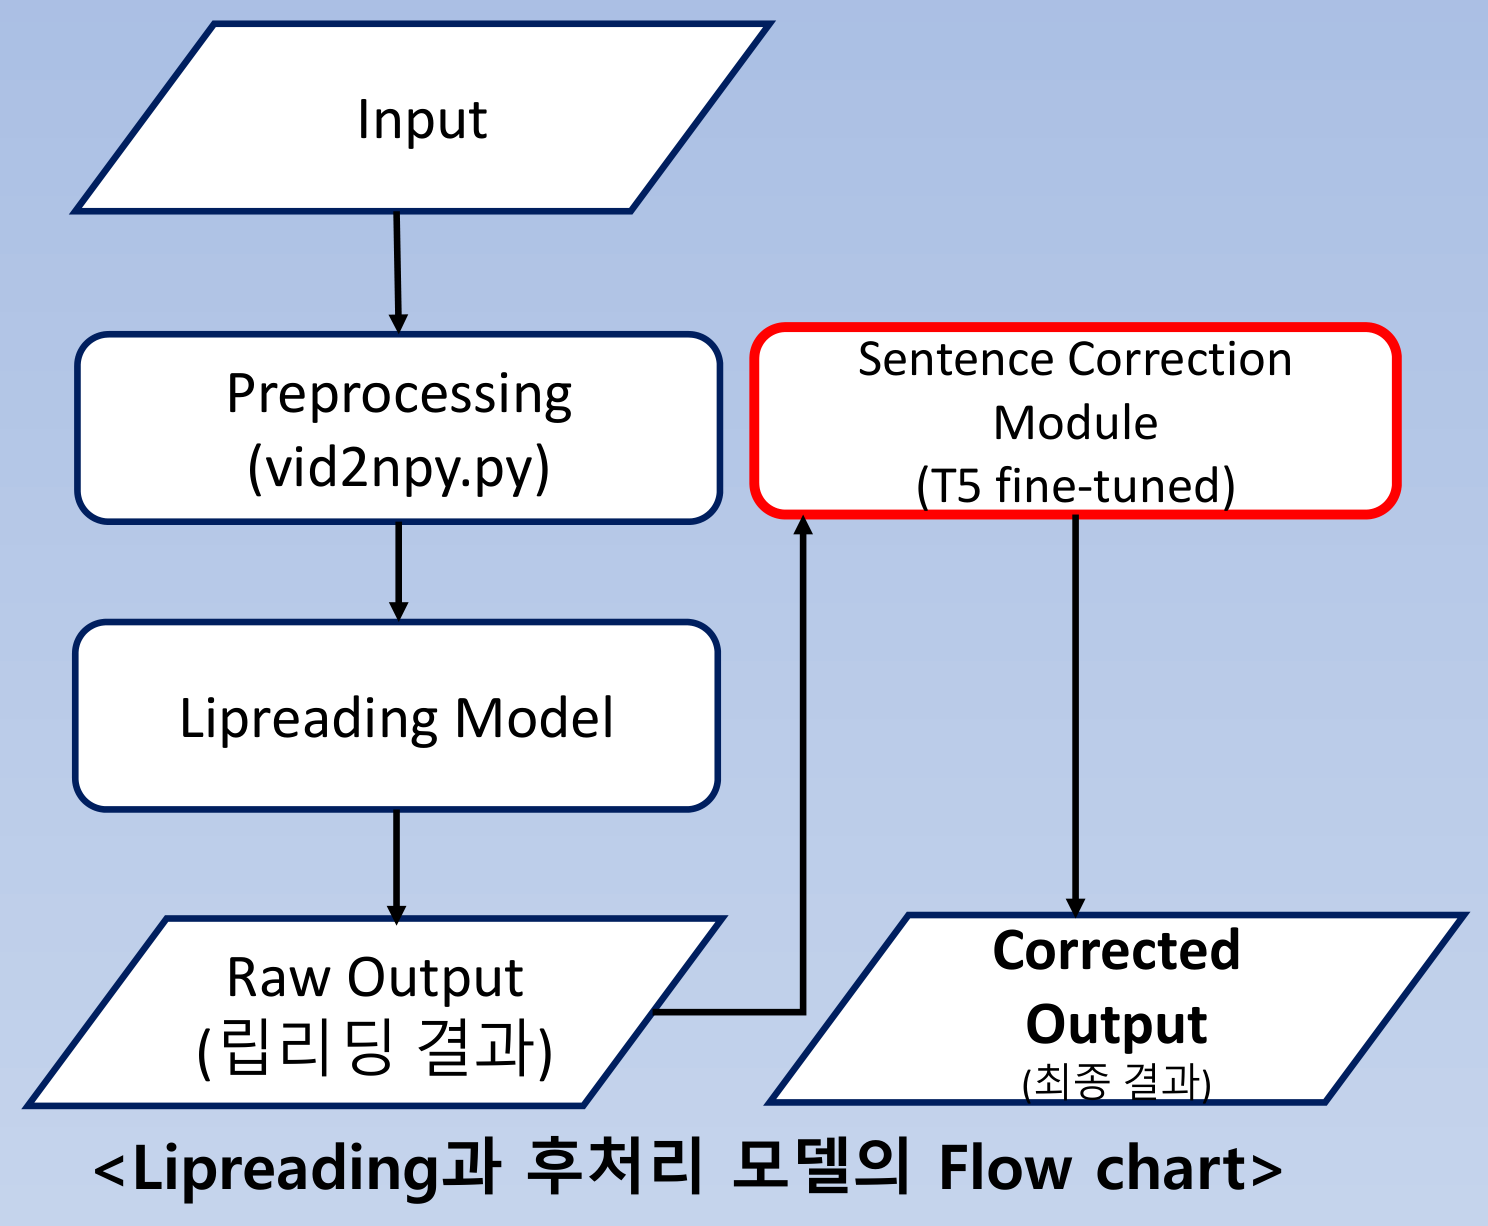 Input
Preprocessing
(vid2npy.py)
Lipreading Model
Raw Output
(립리딩 결과)
Sentence Correction
Module
(T5 fine-tuned)
Corrected
Output
(최종 결과)
<Lipreading과 후처리 모델의 Flow chart>